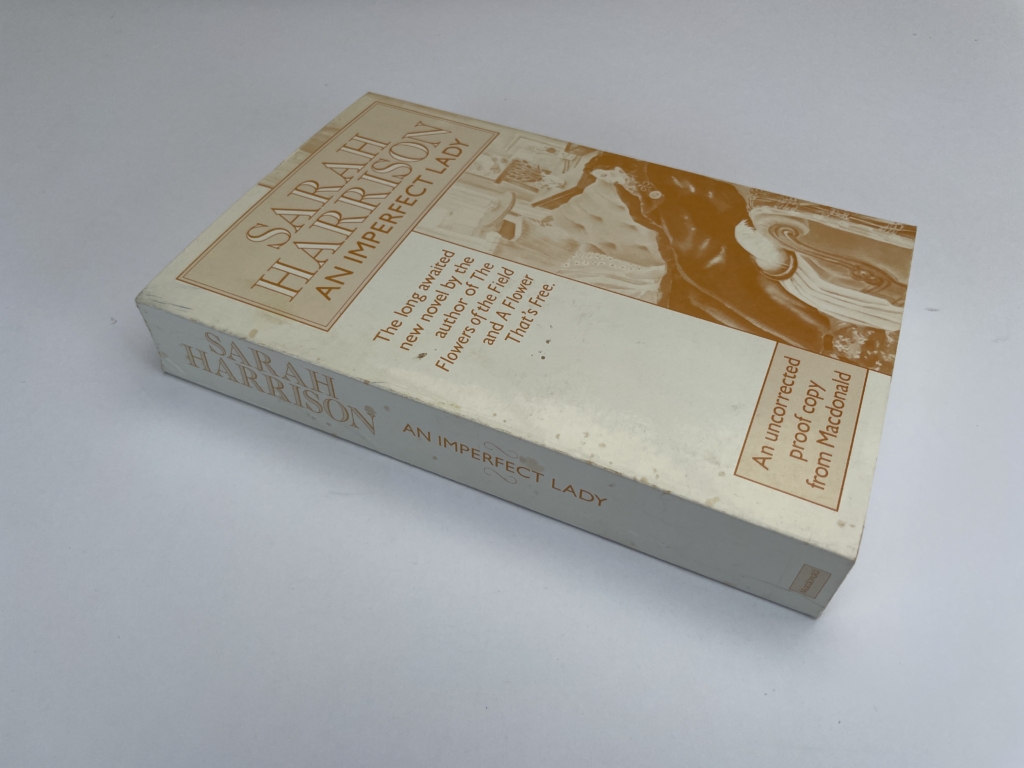 SARAH
HARRISON
AN IMPERFECT LADY
The long awaited
new novel by the
author of The
Flowers of the Field
and A Flower
That's Free.
An uncorrected
proof copy
from Macdonald
SARAH
HARRISON
AN IMPERFECT LADY